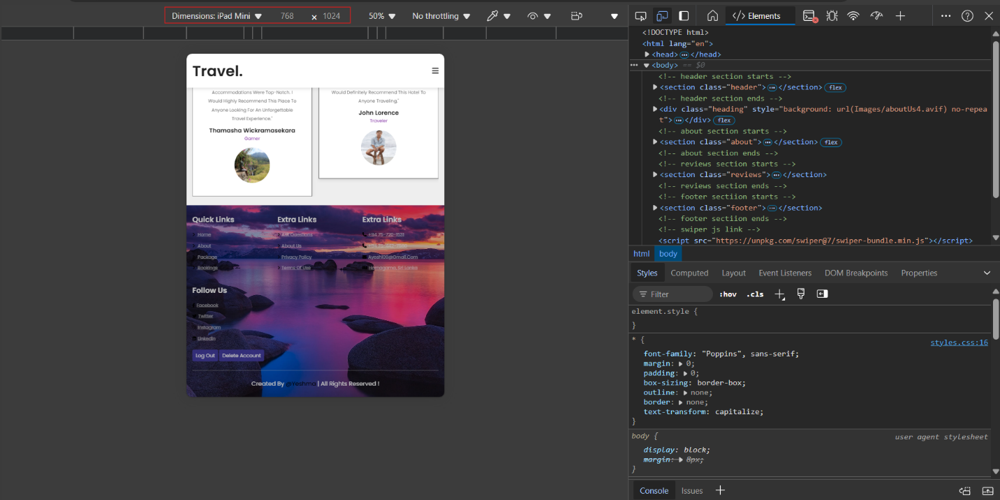 Dimensions: iPad Mini 768 × 1024 50% No throttling
Travel.
Accommodations Were Top-Notch. I
Would Highly Recommend This Place To
Anyone Looking For An Unforgettable
Travel Experience."
Thamasha Wickramasekara
Gamer
Would Definitely Recommend This Hotel To
Anyone Traveling."
John Lorence
Traveler
Quick Links
Home
About
Package
Bookings
Extra Links
Ask Questions
About Us
Privacy Policy
Terms Of Use
Extra Links
Ayeshl09@Gmail.Com
Follow Us
Facebook
Twitter
Instagram
LinkedIn
Log Out Delete Account
Created By @Yeshma | All Rights Reserved !
</> Elements
<!DOCTYPE html>
<html lang="en">
<head> ⋯ </head>
<body> == $0
<!-- header section starts -->
<section class="header"> ⋯ </section> flex
<!-- header section ends -->
<div class="heading" style="background: url(Images/aboutUs4.avif) no-repea
t"> ⋯ </div> flex
<!-- about section starts -->
<section class="about"> ⋯ </section> flex
<!-- about section ends -->
<!-- reviews section starts -->
<section class="reviews"> ⋯ </section>
<!-- reviews section ends -->
<!-- footer section starts -->
<section class="footer"> ⋯ </section>
<!-- footer sectiion ends -->
<!-- swiper js link -->
<script src="https://unpkg.com/swiper@7/swiper-bundle.min.js"></script>
html body
Styles Computed Layout Event Listeners DOM Breakpoints Properties
Filter :hov .cls
element.style {
}
* { styles.css:16
font-family: "Poppins", sans-serif;
margin: 0;
padding: 0;
box-sizing: border-box;
outline: none;
border: none;
text-transform: capitalize;
}
body { user agent stylesheet
display: block;
margin: 8px;
}
Console Issues